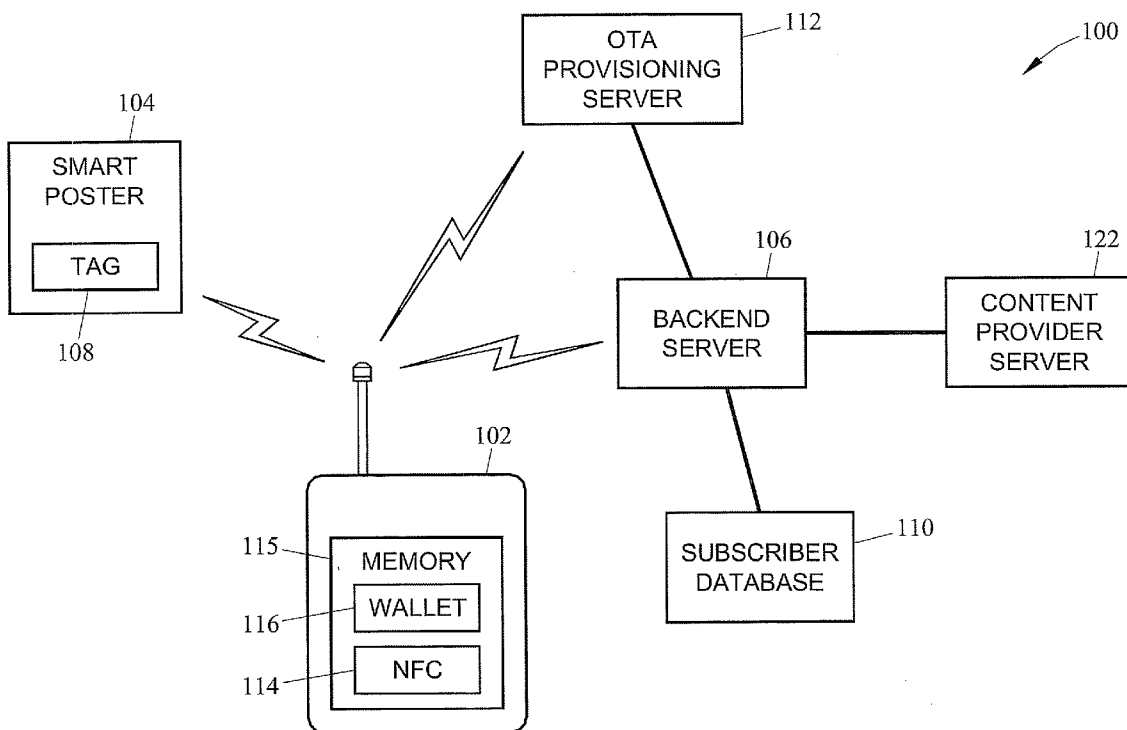 112
OTA
PROVISIONING
SERVER
100
104
SMART
POSTER
TAG
108
106
BACKEND
SERVER
122
CONTENT
PROVIDER
SERVER
102
115
MEMORY
116
WALLET
114
NFC
110
SUBSCRIBER
DATABASE